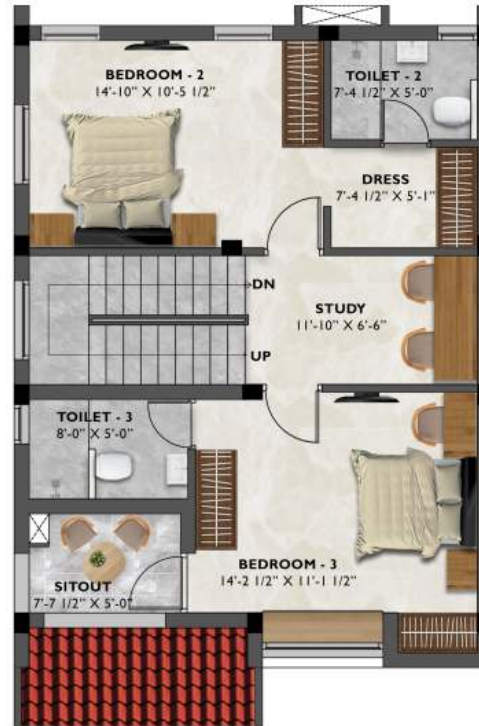 BEDROOM - 2
14'-10" X 10'-5 1/2"
TOILET - 2
7'-4 1/2" X 5'-0"
DRESS
7'-4 1/2" X 5'-1"
DN
STUDY
11'-10" X 6'-6"
UP
TOILET - 3
8'-0" X 5'-0"
BEDROOM - 3
14'-2 1/2" X 11'-1 1/2"
SITOUT
7'-7 1/2" X 5'-0"